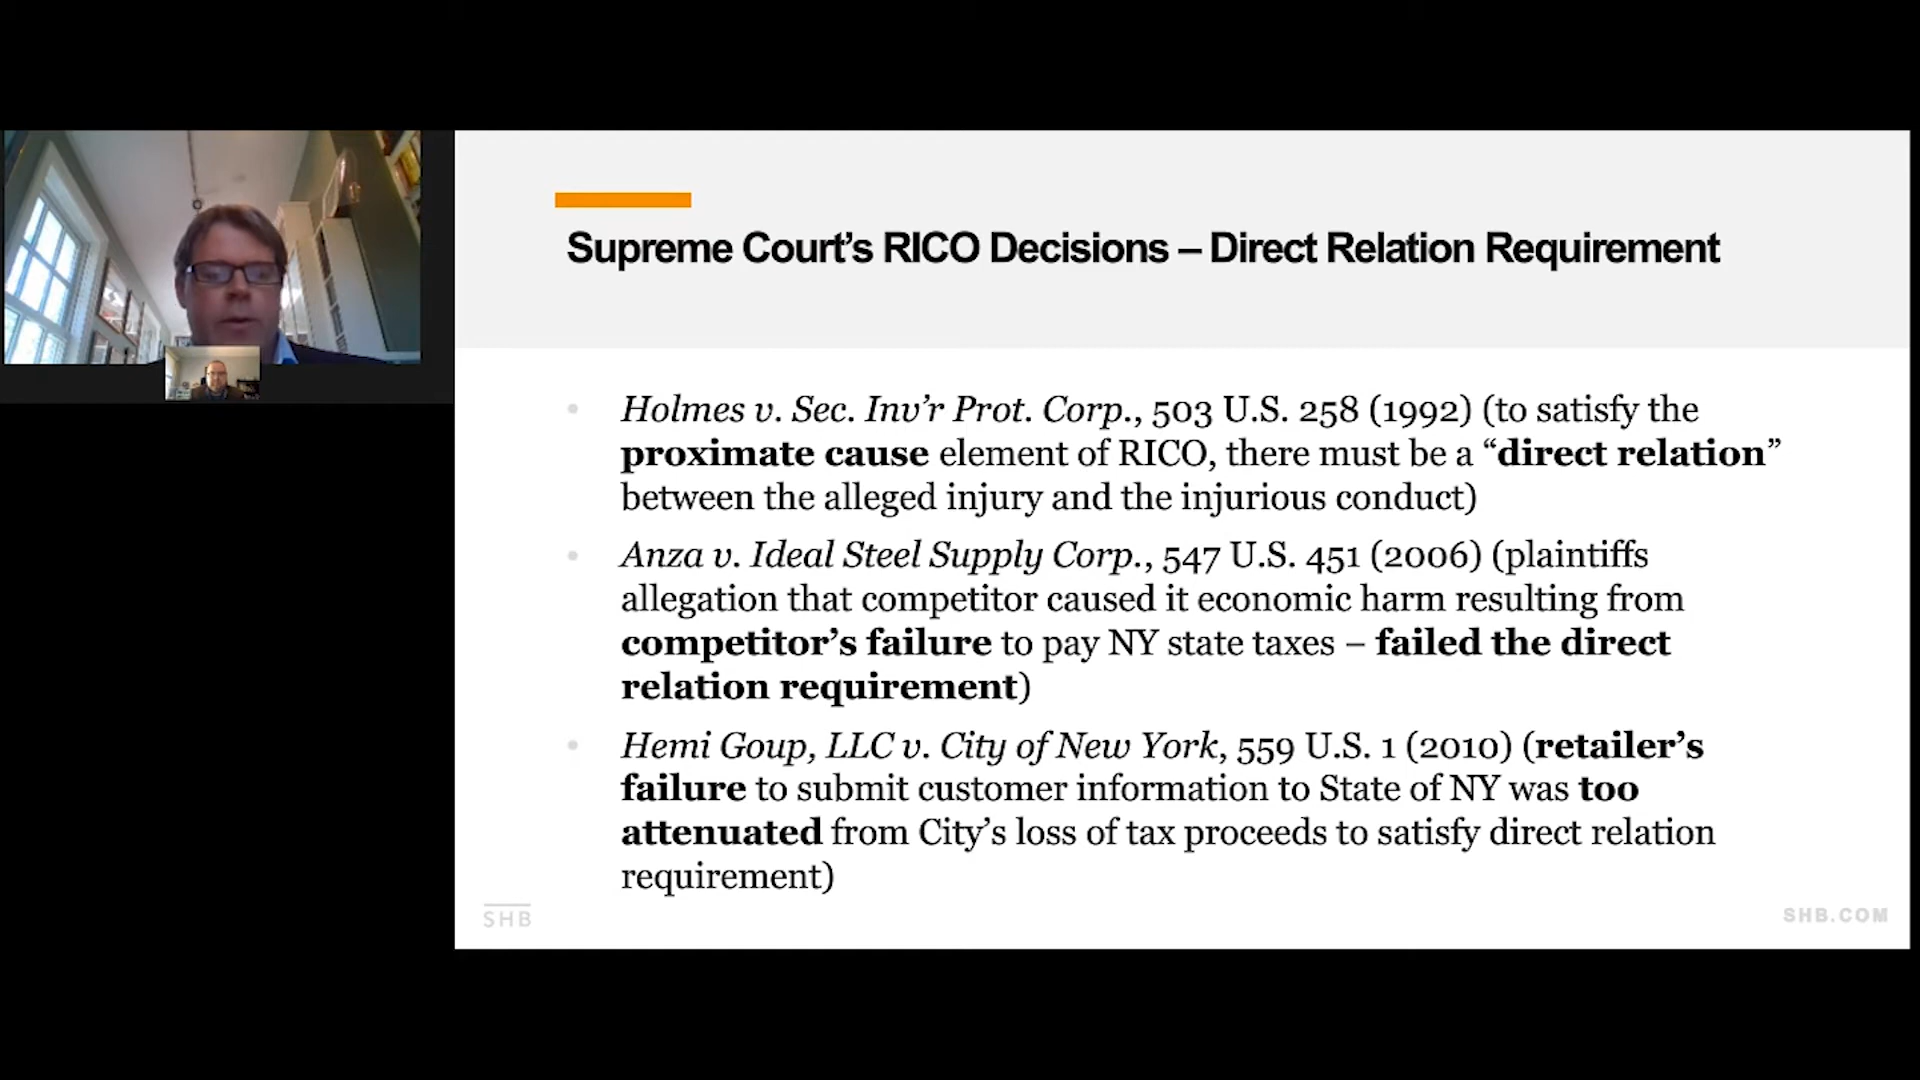 Supreme Court’s RICO Decisions – Direct Relation Requirement
• Holmes v. Sec. Inv’r Prot. Corp., 503 U.S. 258 (1992) (to satisfy the
proximate cause element of RICO, there must be a “direct relation”
between the alleged injury and the injurious conduct)
• Anza v. Ideal Steel Supply Corp., 547 U.S. 451 (2006) (plaintiffs
allegation that competitor caused it economic harm resulting from
competitor’s failure to pay NY state taxes – failed the direct
relation requirement)
• Hemi Goup, LLC v. City of New York, 559 U.S. 1 (2010) (retailer’s
failure to submit customer information to State of NY was too
attenuated from City’s loss of tax proceeds to satisfy direct relation
requirement)
SHB
SHB.COM